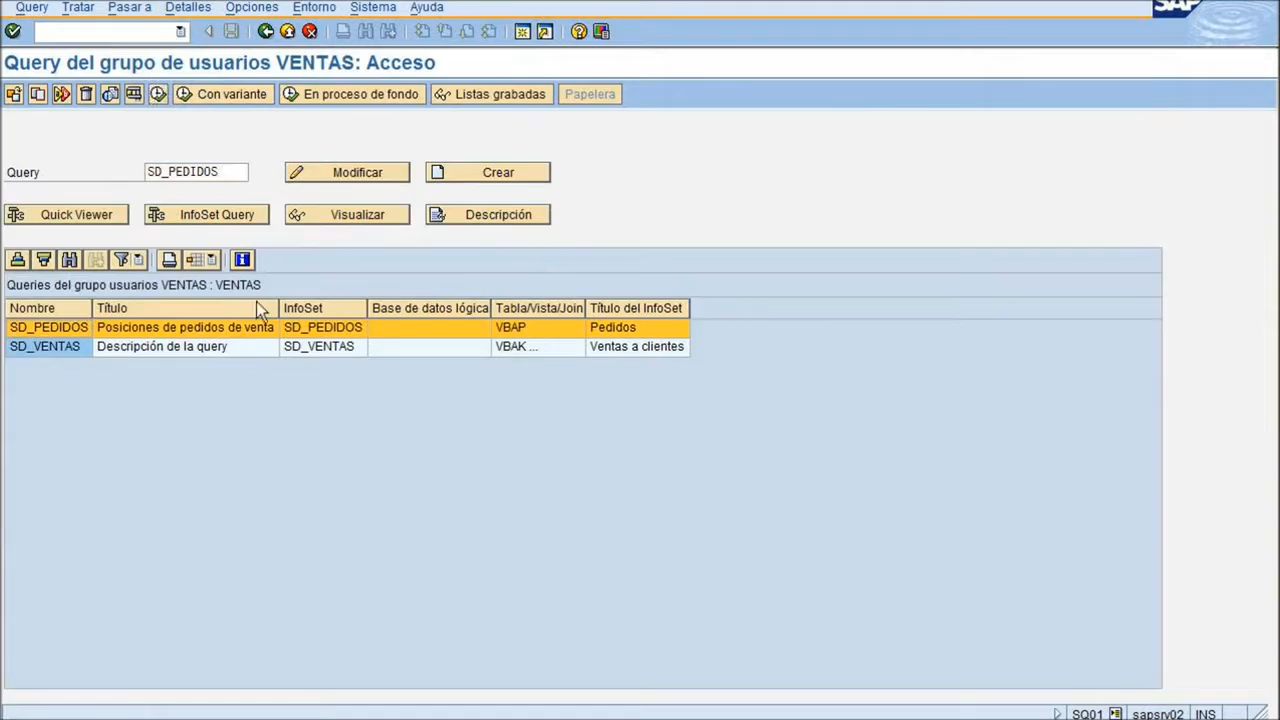 Query Tratar Pasar a Detalles Opciones Entorno Sistema Ayuda
SAP
Query del grupo de usuarios VENTAS: Acceso
Con variante En proceso de fondo Listas grabadas Papelera
Query SD_PEDIDOS Modificar Crear
Quick Viewer InfoSet Query Visualizar Descripción
Queries del grupo usuarios VENTAS : VENTAS
Nombre Título InfoSet Base de datos lógica Tabla/Vista/Join Título del InfoSet
SD_PEDIDOS Posiciones de pedidos de venta SD_PEDIDOS VBAP Pedidos
SD_VENTAS Descripción de la query SD_VENTAS VBAK ... Ventas a clientes
SQ01 sapsrv02 INS